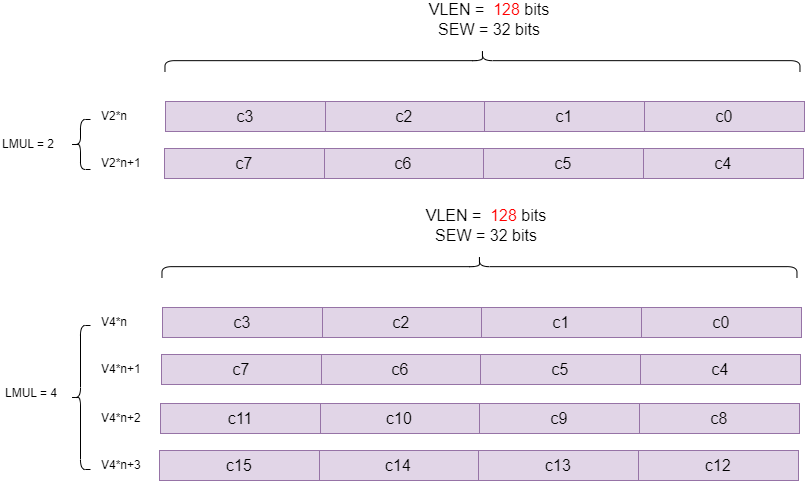 VLEN = 128 bits
SEW = 32 bits
V2*n c3 c2 c1 c0
LMUL = 2
V2*n+1 c7 c6 c5 c4
VLEN = 128 bits
SEW = 32 bits
V4*n c3 c2 c1 c0
V4*n+1 c7 c6 c5 c4
LMUL = 4
V4*n+2 c11 c10 c9 c8
V4*n+3 c15 c14 c13 c12